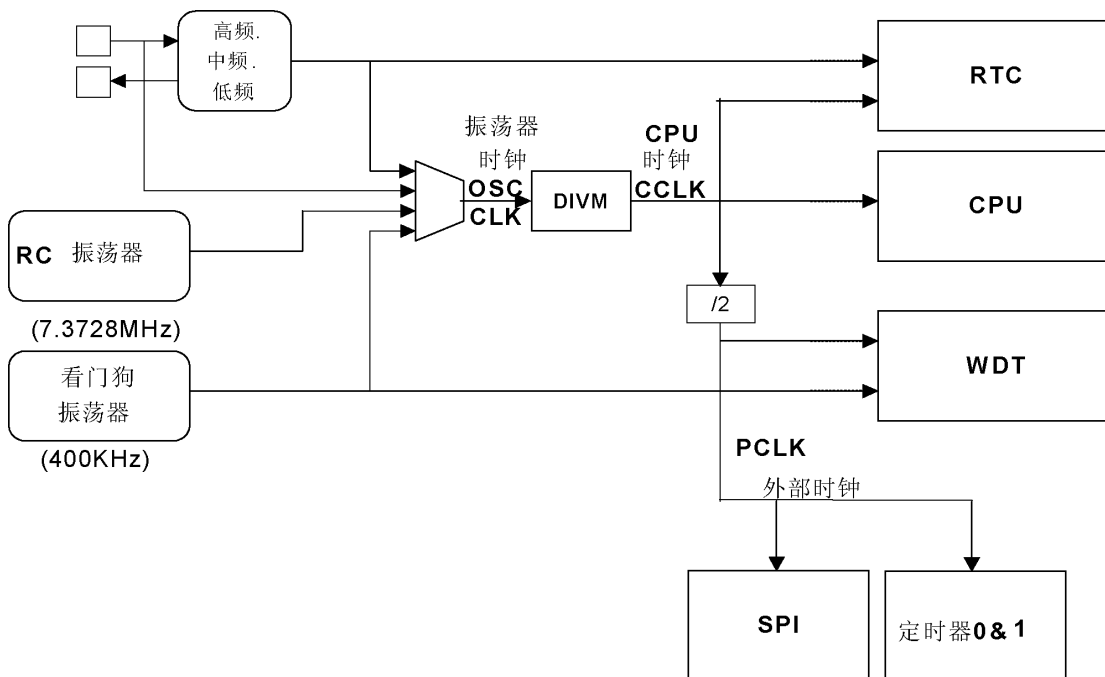 高频.
中频.
低频
RTC
振荡器
时钟
OSC
CLK
DIVM
CPU
时钟
CCLK
CPU
RC 振荡器
(7.3728MHz)
/2
WDT
看门狗
振荡器
(400KHz)
PCLK
外部时钟
SPI
定时器0& 1